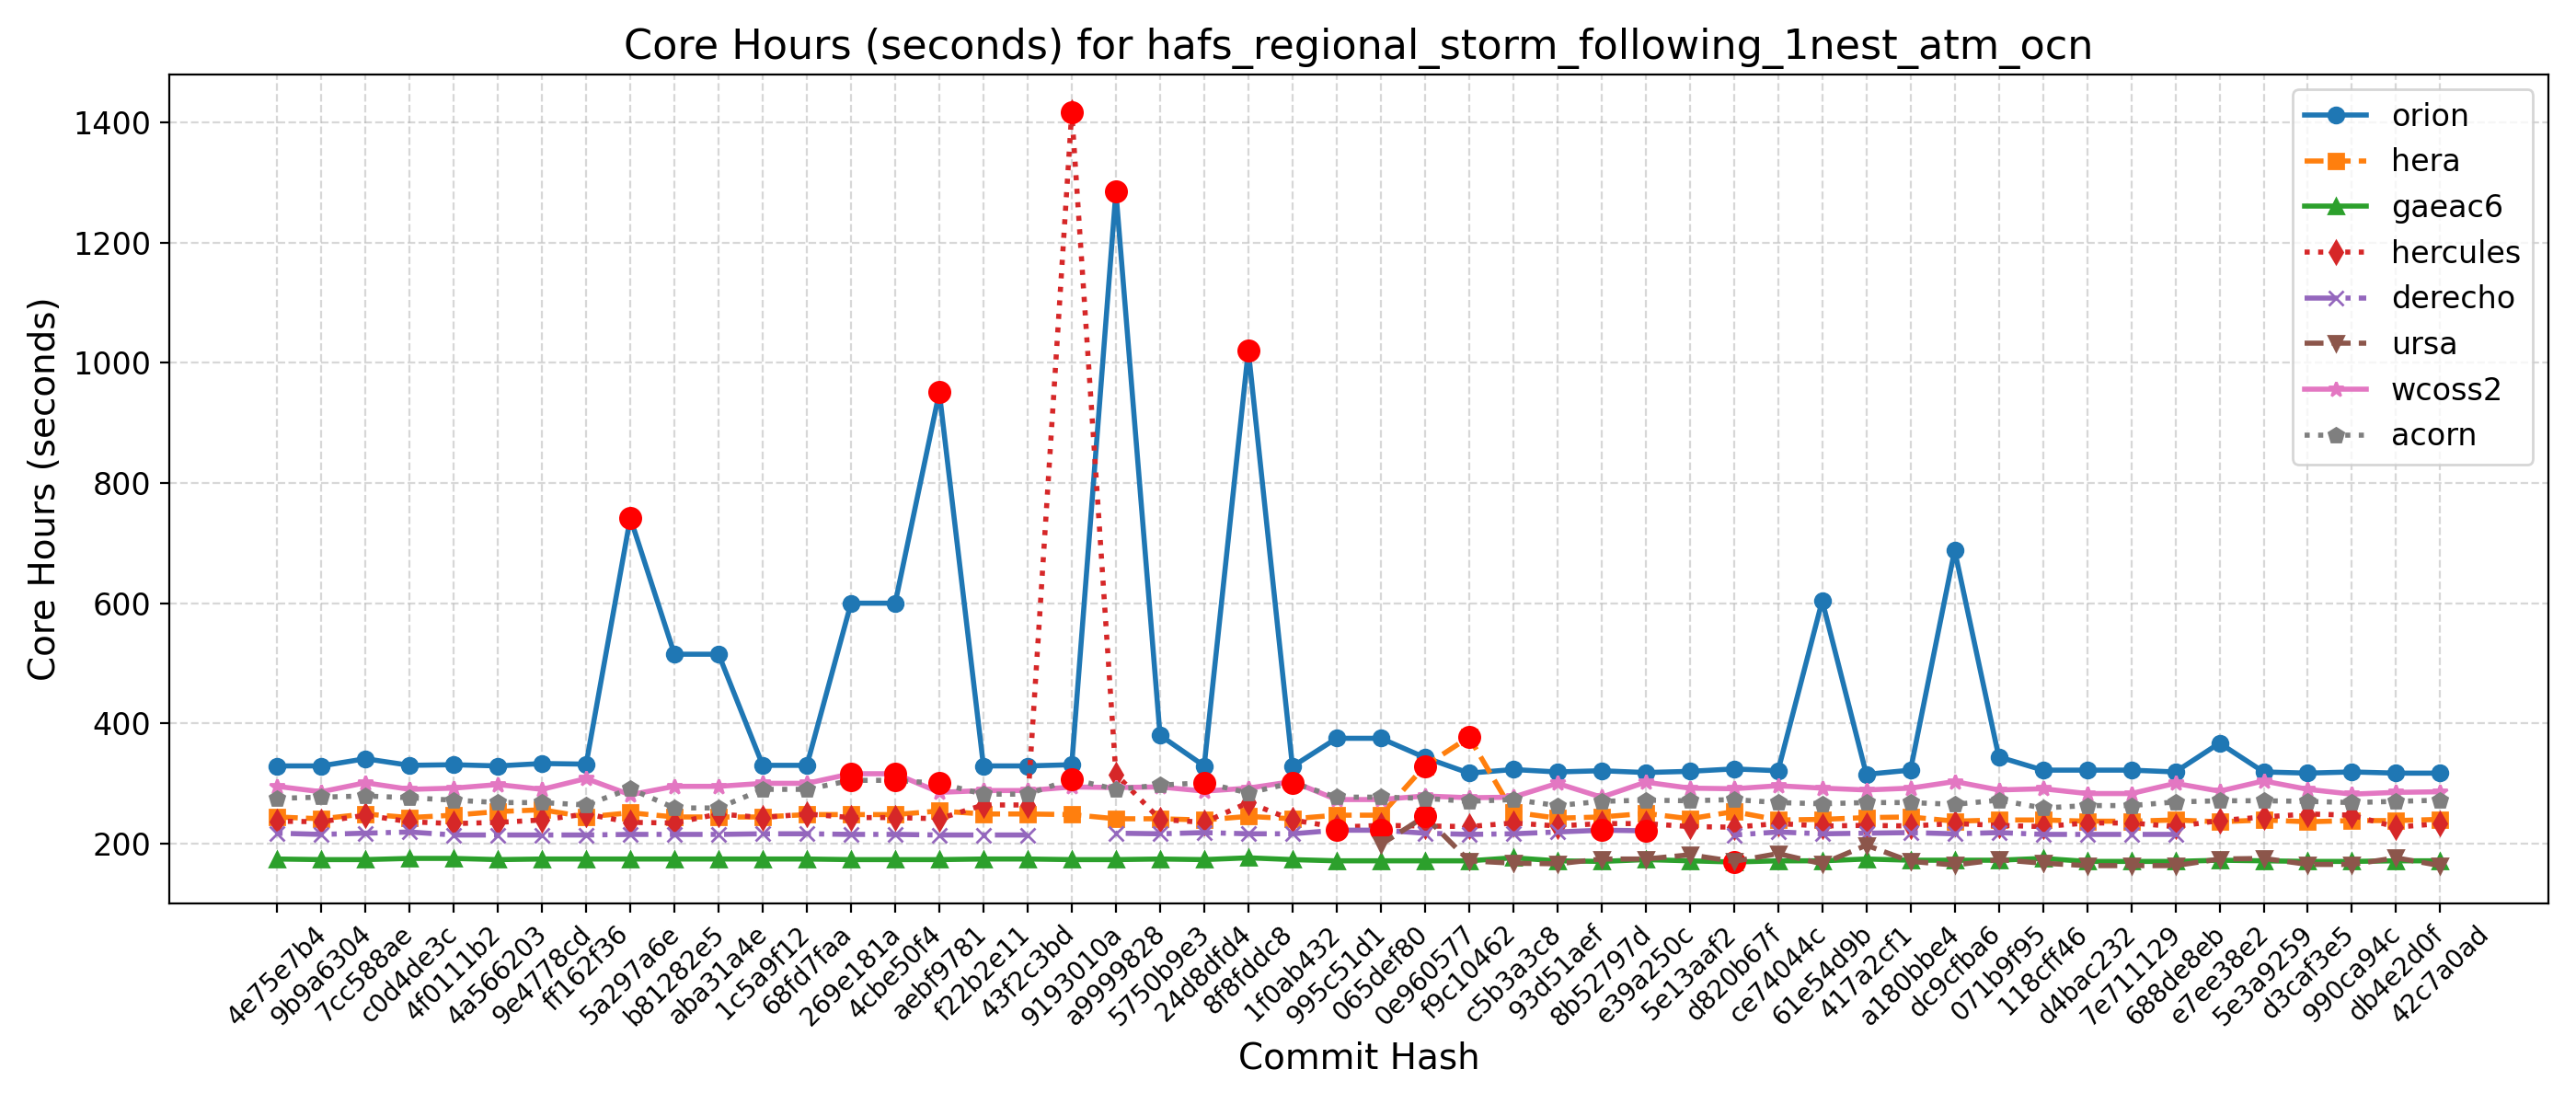 Core Hours (seconds) for hafs_regional_storm_following_1nest_atm_ocn
Core Hours (seconds)
1400
1200
1000
800
600
400
200
orion
hera
gaeac6
hercules
derecho
ursa
wcoss2
acorn
4e75e7b4
9b9a6304
7cc588ae
c0d4de3c
4f0111b2
4a566203
9e4778cd
ff162f36
5a297a6e
b81282e5
aba31a4e
1c5a9f12
68fd7faa
269e181a
4cbe50f4
aebf9781
f22b2e11
43f2c3bd
9193010a
a9999828
5750b9e3
24d8dfd4
8f8fddc8
1f0ab432
995c51d1
065def80
0e960577
f9c10462
c5b3a3c8
93d51aef
8b52797d
e39a250c
5e13aaf2
d820b67f
ce74044c
61e54d9b
417a2cf1
a180bbe4
dc9cfba6
071b9f95
118cff46
d4bac232
7e711129
688de8eb
e7ee38e2
5e3a9259
d3caf3e5
990ca94c
db4e2d0f
42c7a0ad
Commit Hash